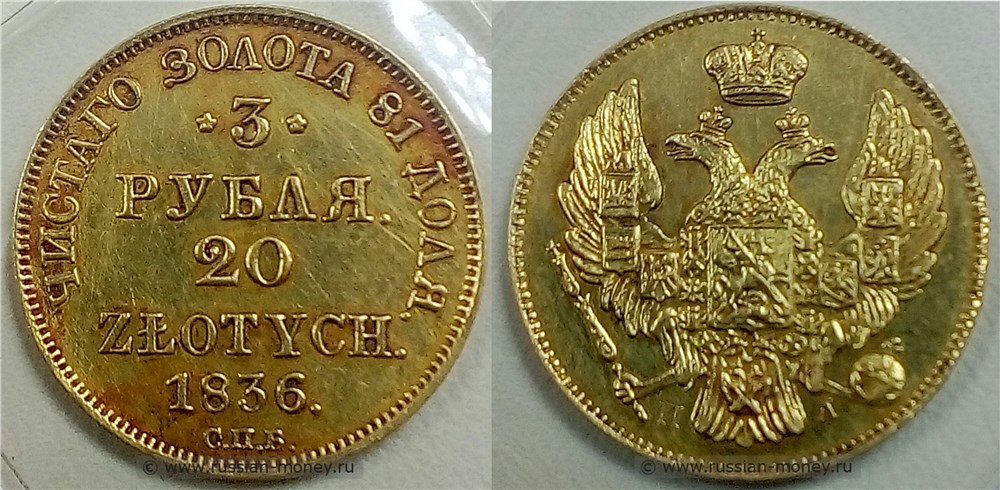 ЧИСТАГО ЗОЛОТА 81 ДОЛЯ.
3
РУБЛЯ.
20
ZŁOTYCH.
1836.
С.П.Б.
П Д
© www.russian-money.ru
© www.russian-money.ru